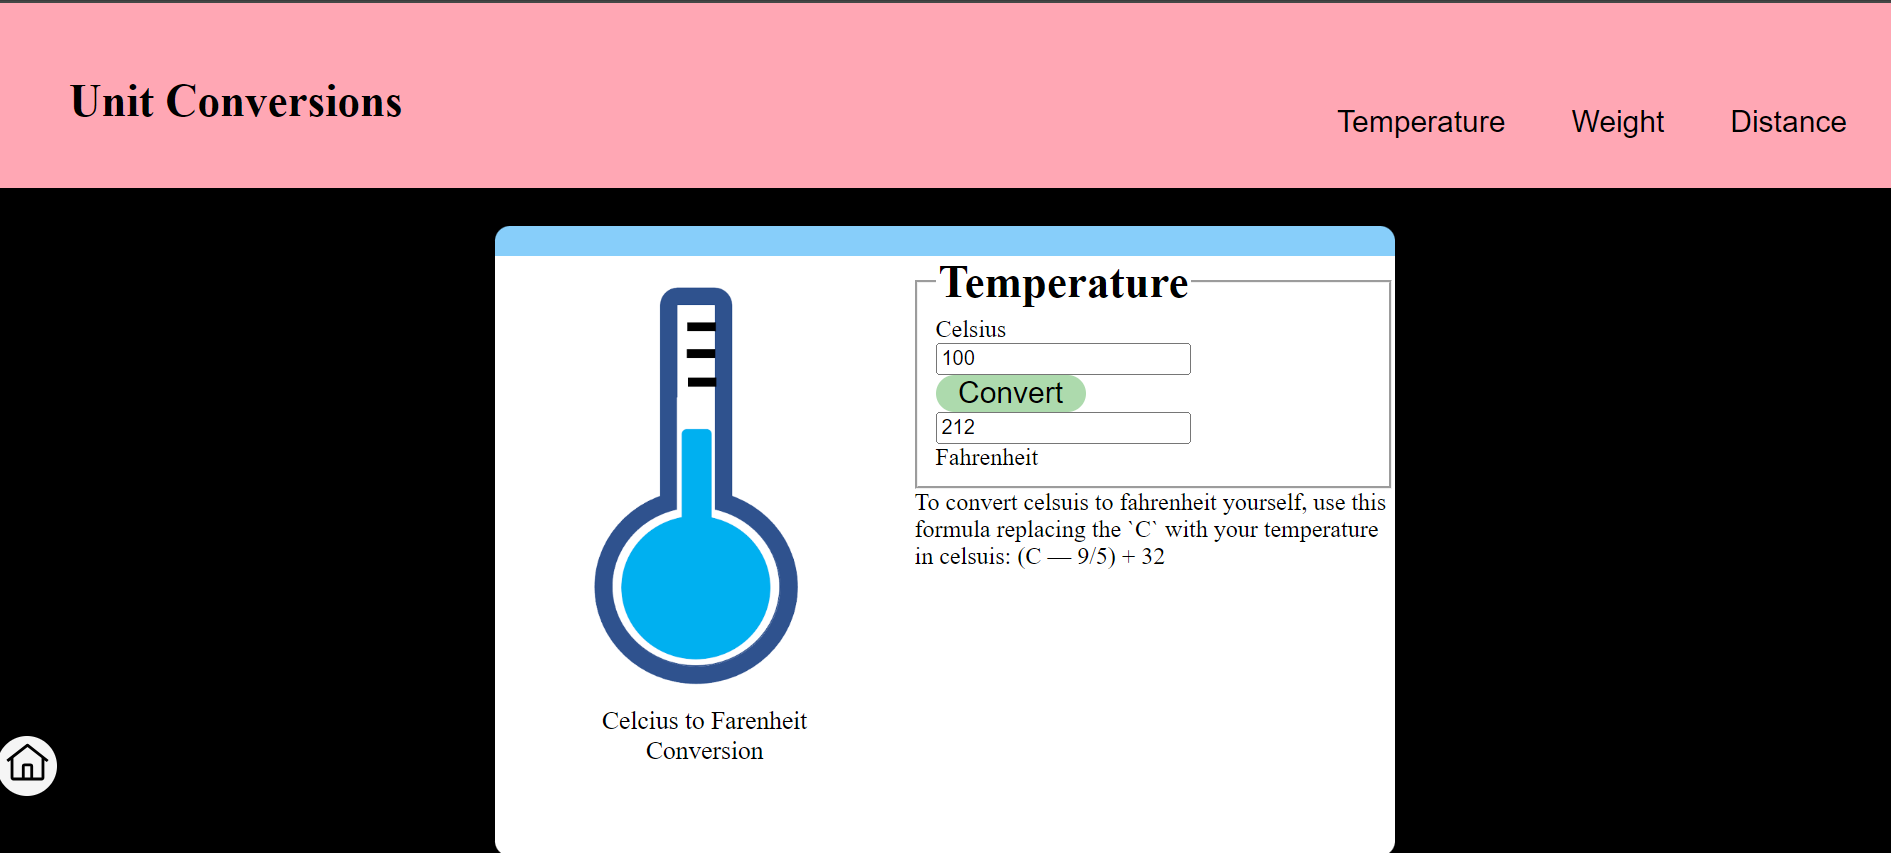 Unit Conversions
Temperature Weight Distance
Temperature
Celsius
100
Convert
212
Fahrenheit
To convert celsuis to fahrenheit yourself, use this
formula replacing the `C` with your temperature
in celsuis: (C — 9/5) + 32
Celcius to Farenheit
Conversion